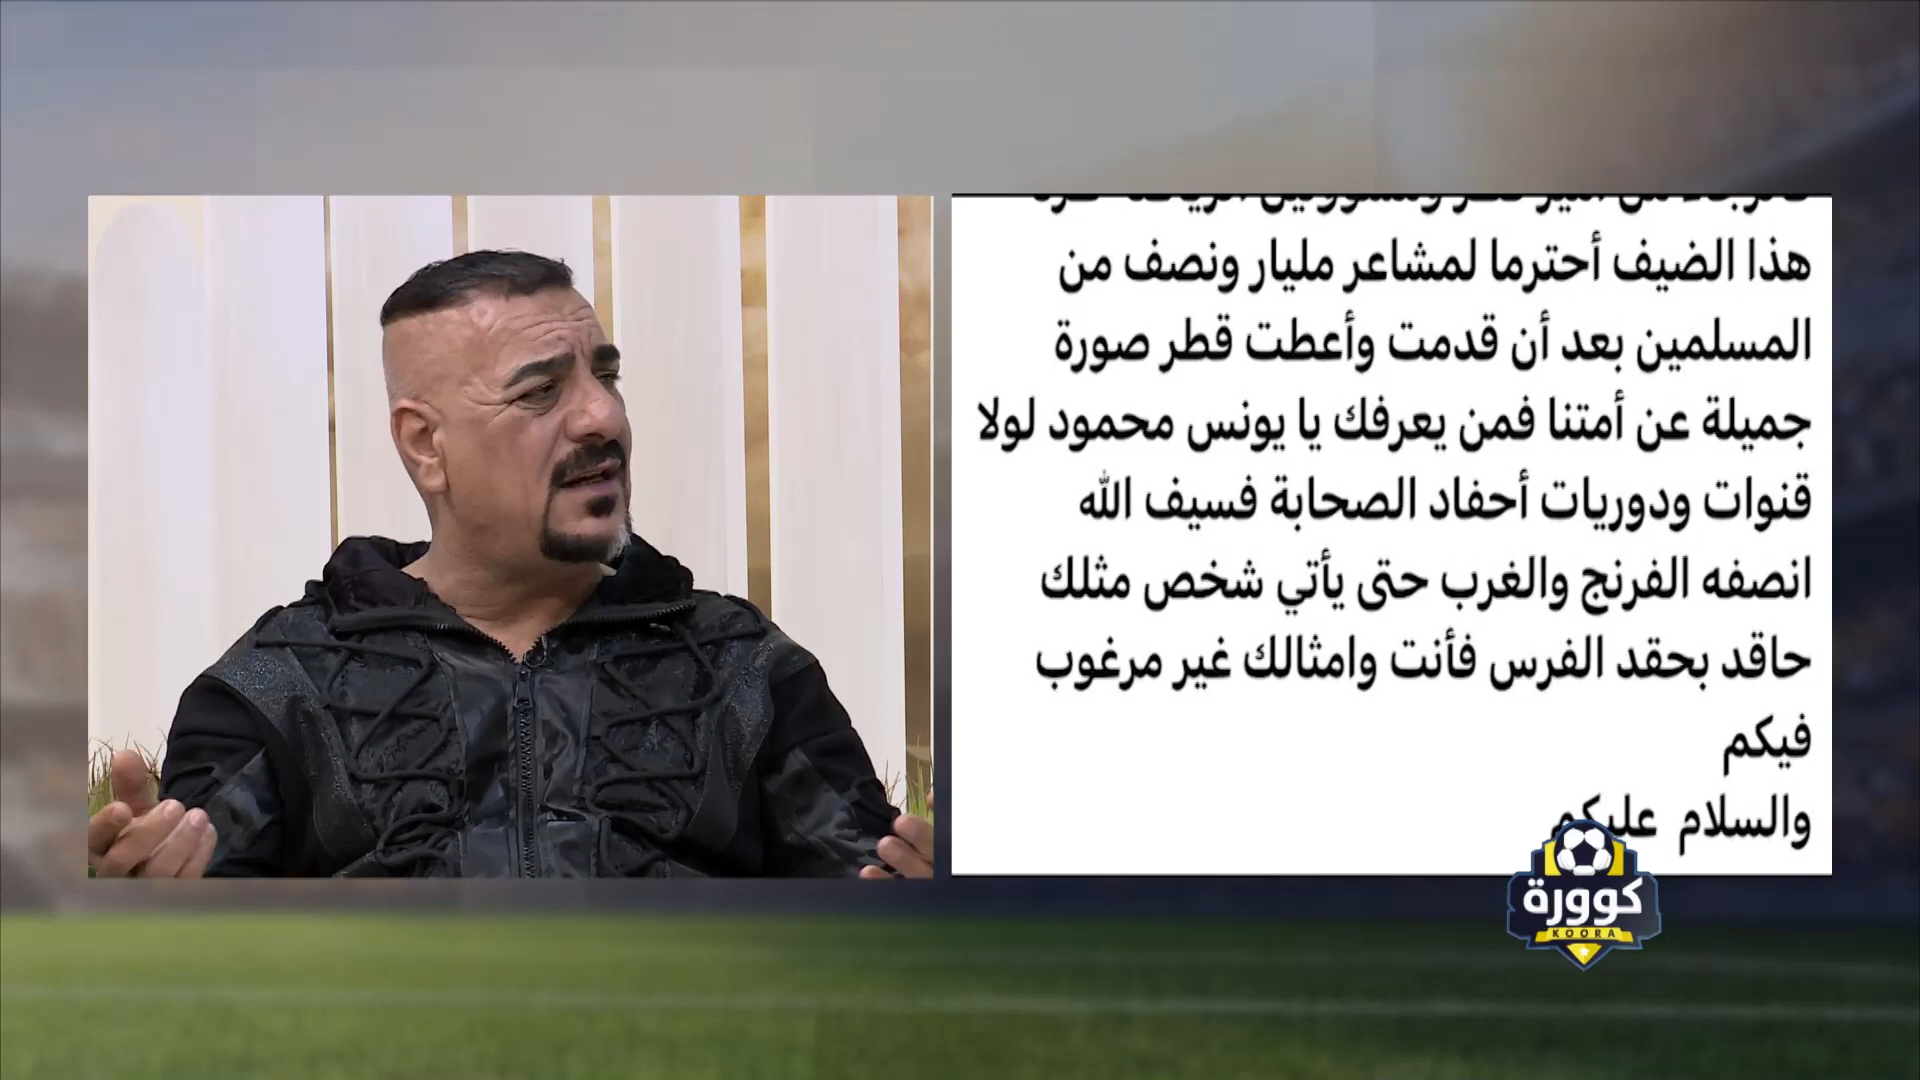 هذا الضيف أحترما لمشاعر مليار ونصف من
المسلمين بعد أن قدمت وأعطت قطر صورة
جميلة عن أمتنا فمن يعرفك يا يونس محمود لولا
قنوات ودوريات أحفاد الصحابة فسيف الله
انصفه الفرنج والغرب حتى يأتي شخص مثلك
حاقد بحقد الفرس فأنت وامثالك غير مرغوب
فيكم
والسلام عليكم
كوورة
KOORA